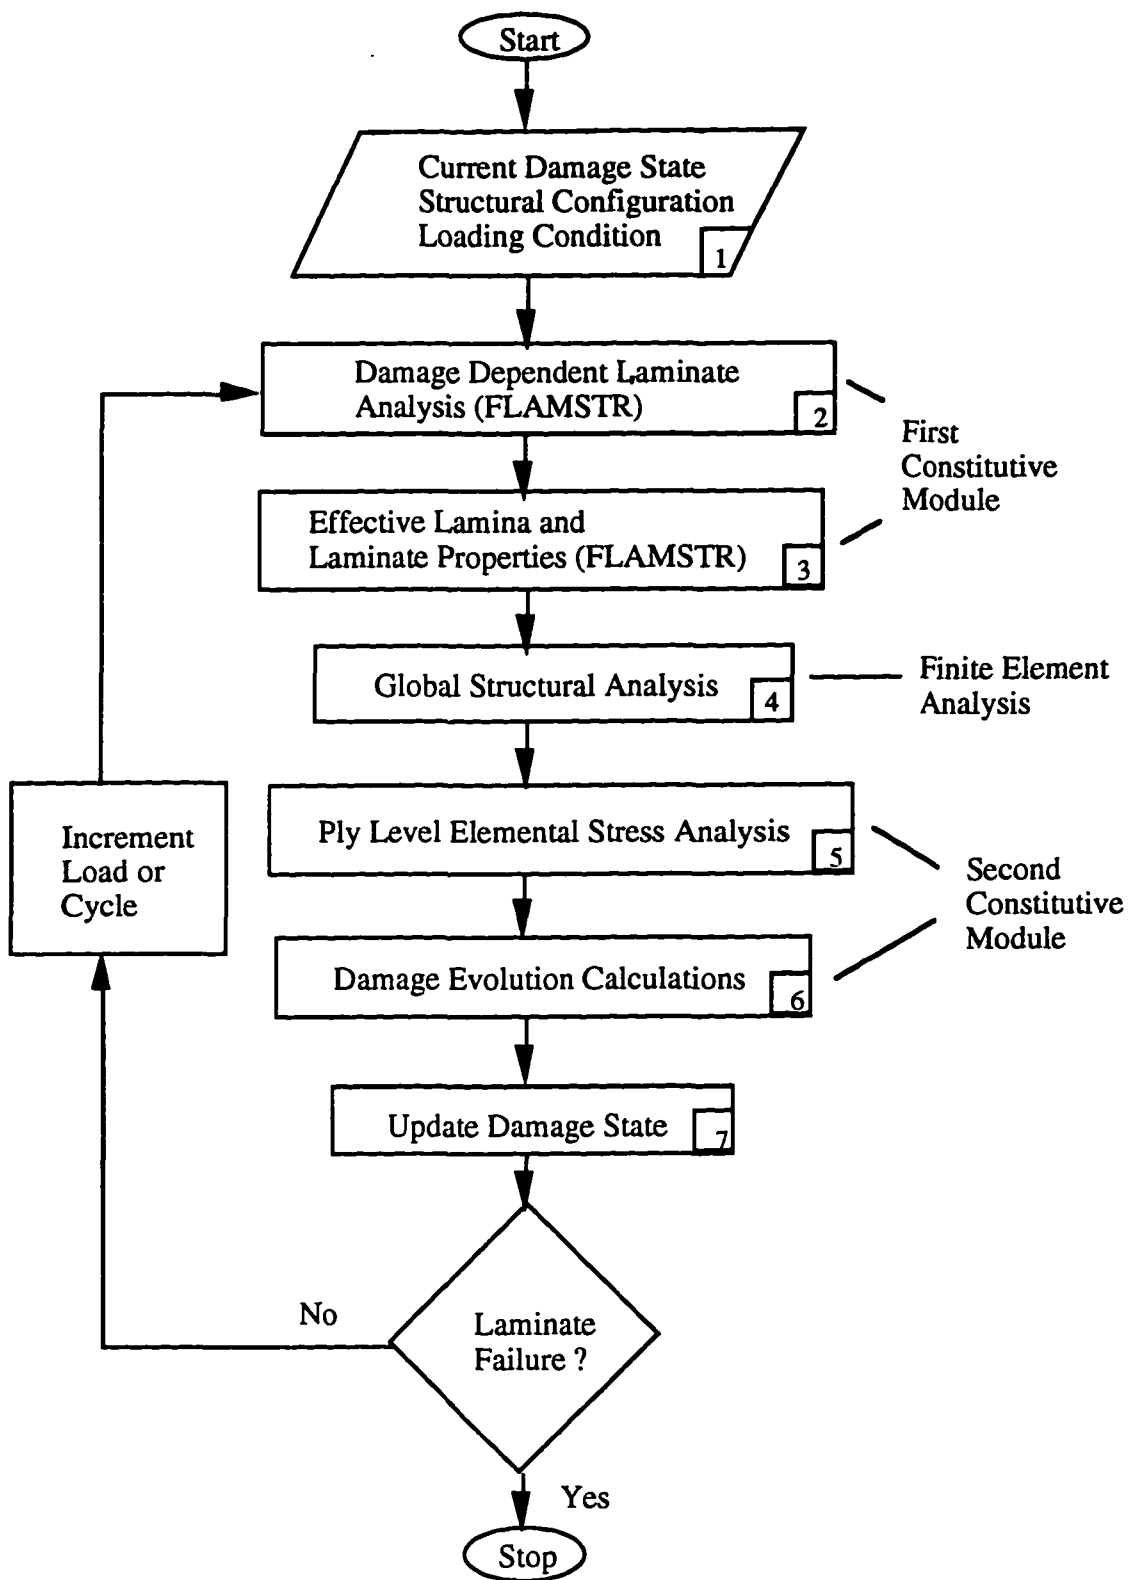 Start
Current Damage State
Structural Configuration
Loading Condition
1
Damage Dependent Laminate
Analysis (FLAMSTR)
2
First
Constitutive
Module
Effective Lamina and
Laminate Properties (FLAMSTR)
3
Global Structural Analysis
4
Finite Element
Analysis
Ply Level Elemental Stress Analysis
5
Increment
Load or
Cycle
Second
Constitutive
Module
Damage Evolution Calculations
6
Update Damage State
7
No
Laminate
Failure ?
Yes
Stop